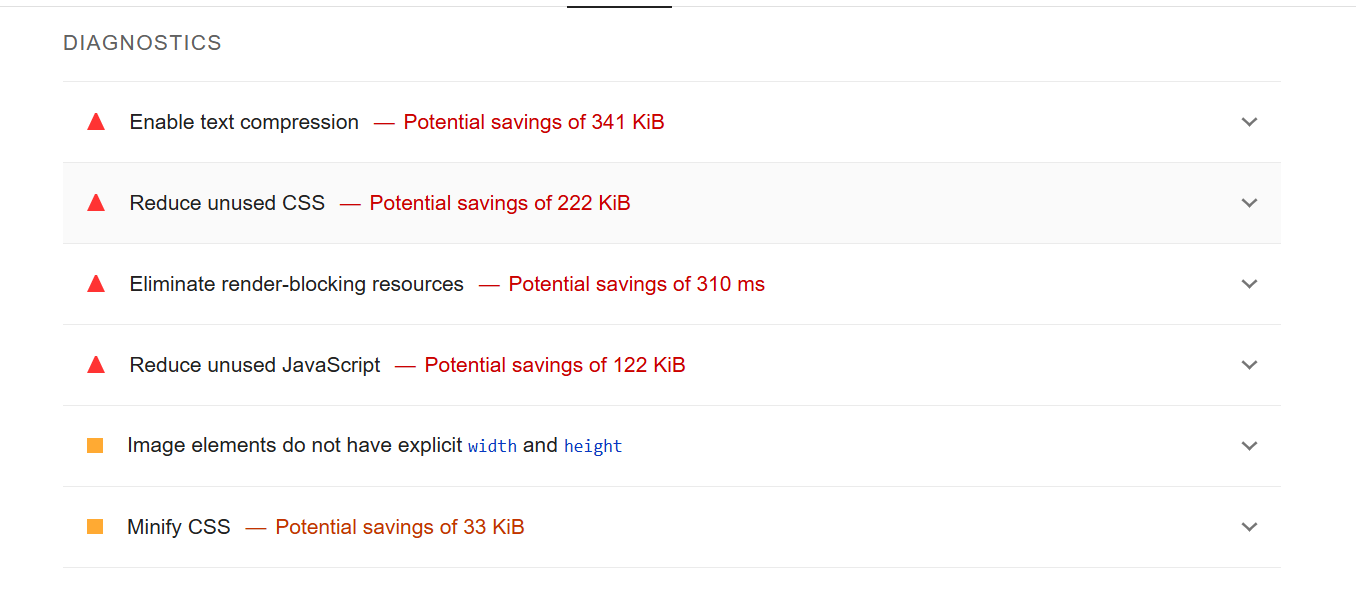 DIAGNOSTICS
Enable text compression — Potential savings of 341 KiB
Reduce unused CSS — Potential savings of 222 KiB
Eliminate render-blocking resources — Potential savings of 310 ms
Reduce unused JavaScript — Potential savings of 122 KiB
Image elements do not have explicit width and height
Minify CSS — Potential savings of 33 KiB